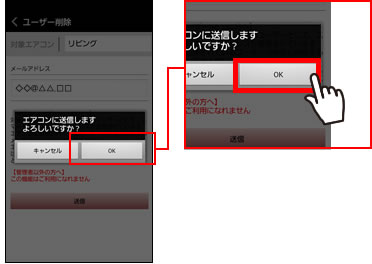 ユーザー削除
対象エアコン
リビング
メールアドレス
◇◇@△△.□□
エアコンに送信します
よろしいですか?
キャンセル
OK
【管理者以外の方へ】
この機能はご利用になれません
送信
コンに送信します
しいですか?
ャンセル
OK
外の方へ】
ご利用になれません
送信